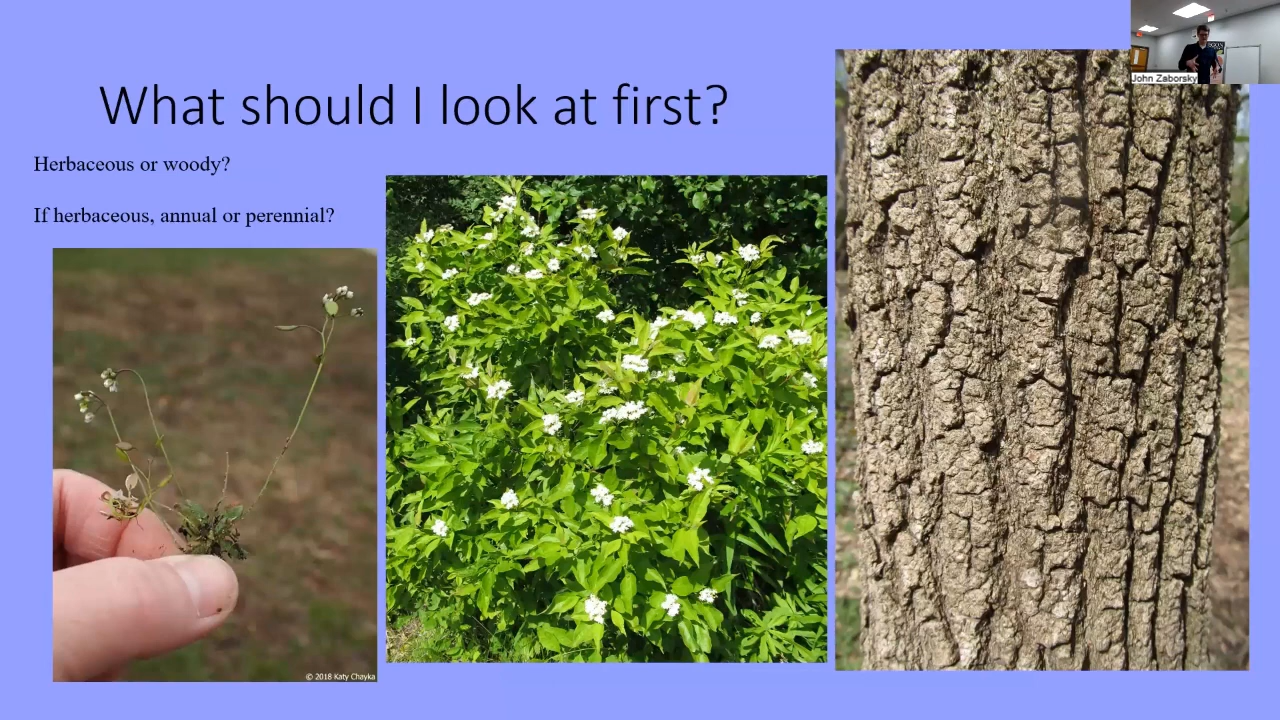 What should I look at first?
Herbaceous or woody?
If herbaceous, annual or perennial?
© 2018 Katy Chayka
John Zaborsky